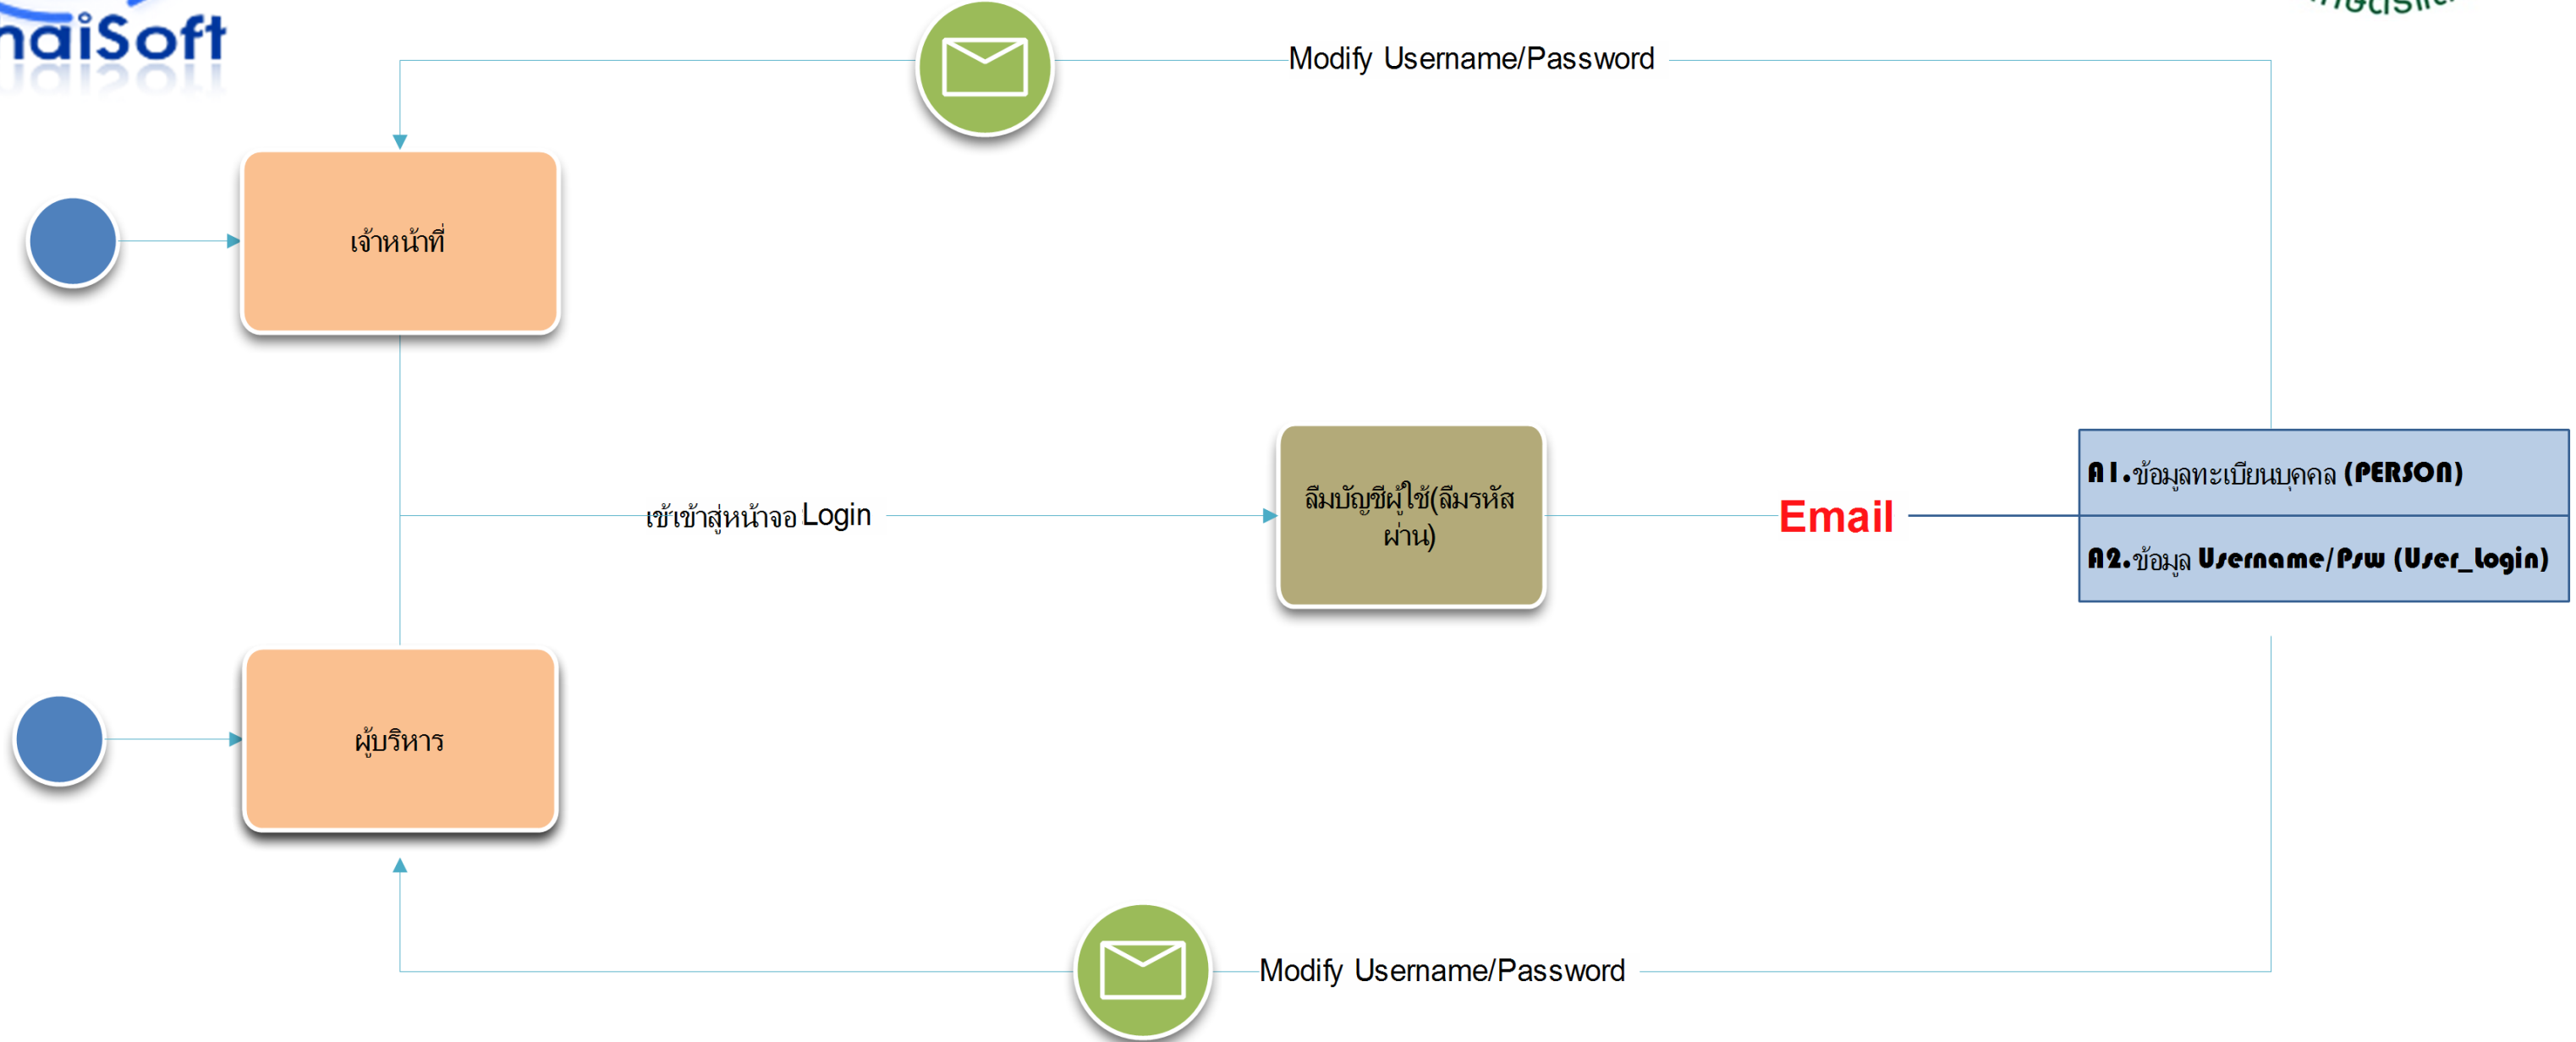 haiSoft
Modify Username/Password
เจ้าหน้าที่
เข้เข้าสู่หน้าจอ Login
ลืมบัญชีผู้ใช้(ลืมรหัส
ผ่าน)
Email
A1.ข้อมูลทะเบียนบุคคล (PERSON)
A2.ข้อมูล Username/Psw (User_Login)
ผู้บริหาร
Modify Username/Password